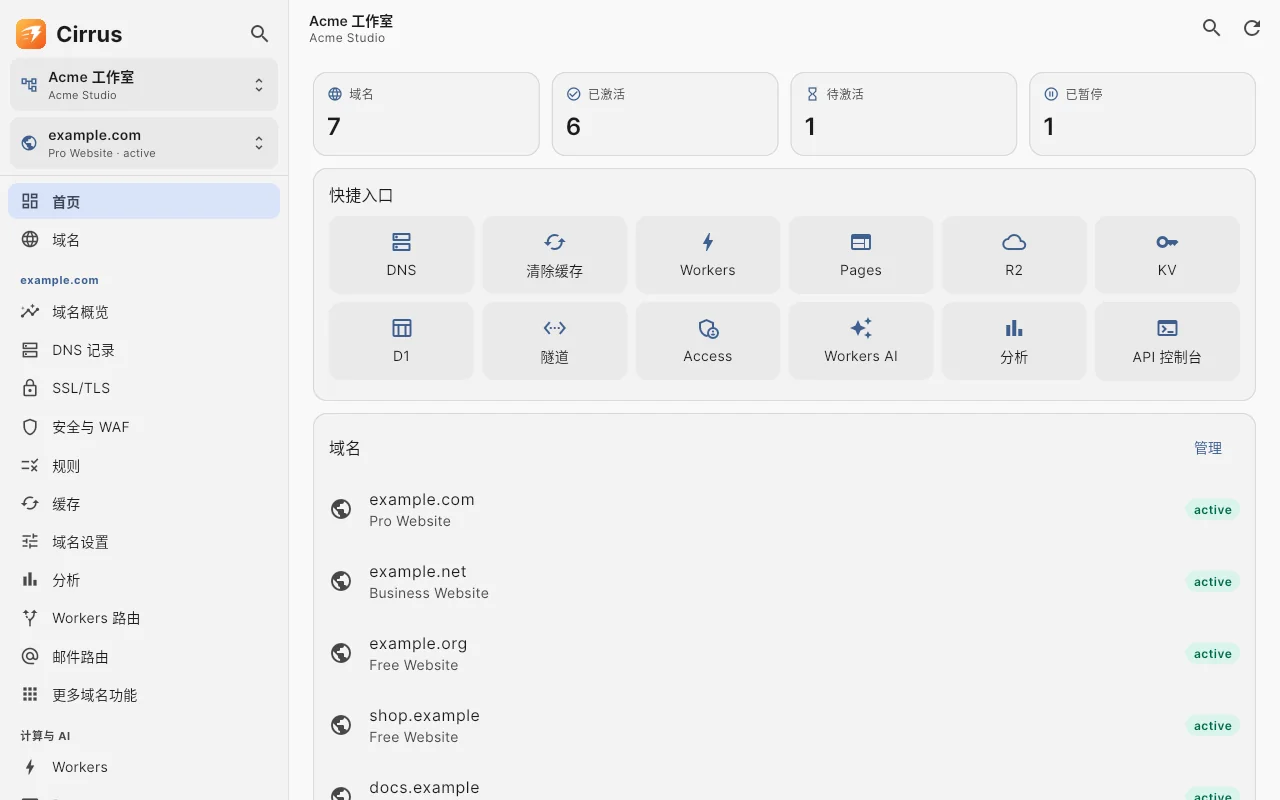 Cirrus
Acme 工作室
Acme Studio
example.com
Pro Website · active
首页
域名
example.com
域名概览
DNS 记录
SSL/TLS
安全与 WAF
规则
缓存
域名设置
分析
Workers 路由
邮件路由
更多域名功能
计算与 AI
Workers
Acme 工作室
Acme Studio
域名
7
已激活
6
待激活
1
已暂停
1
快捷入口
DNS
清除缓存
Workers
Pages
R2
KV
D1
隧道
Access
Workers AI
分析
API 控制台
域名
管理
example.com
Pro Website
active
example.net
Business Website
active
example.org
Free Website
active
shop.example
Free Website
active
docs.example
active